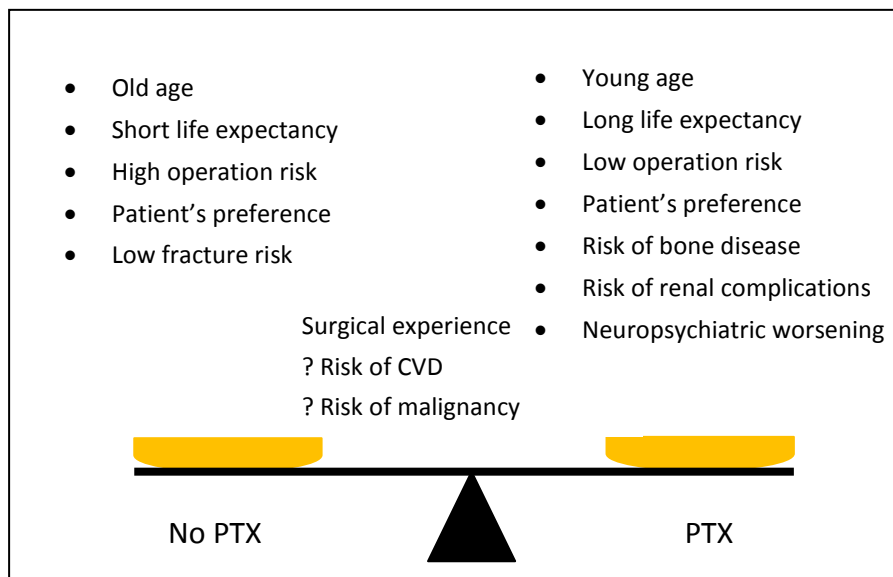 • Old age
• Short life expectancy
• High operation risk
• Patient’s preference
• Low fracture risk
• Young age
• Long life expectancy
• Low operation risk
• Patient’s preference
• Risk of bone disease
• Risk of renal complications
• Neuropsychiatric worsening
Surgical experience
? Risk of CVD
? Risk of malignancy
No PTX
PTX